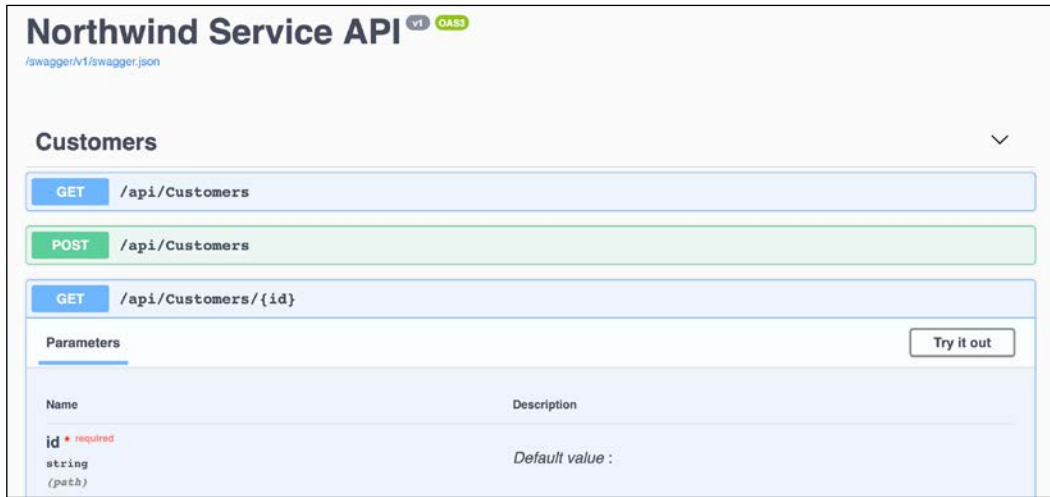 Northwind Service API v1 OAS3
/swagger/v1/swagger.json
Customers
GET /api/Customers
POST /api/Customers
GET /api/Customers/{id}
Parameters Try it out
Name Description
id * required
string Default value :
(path)